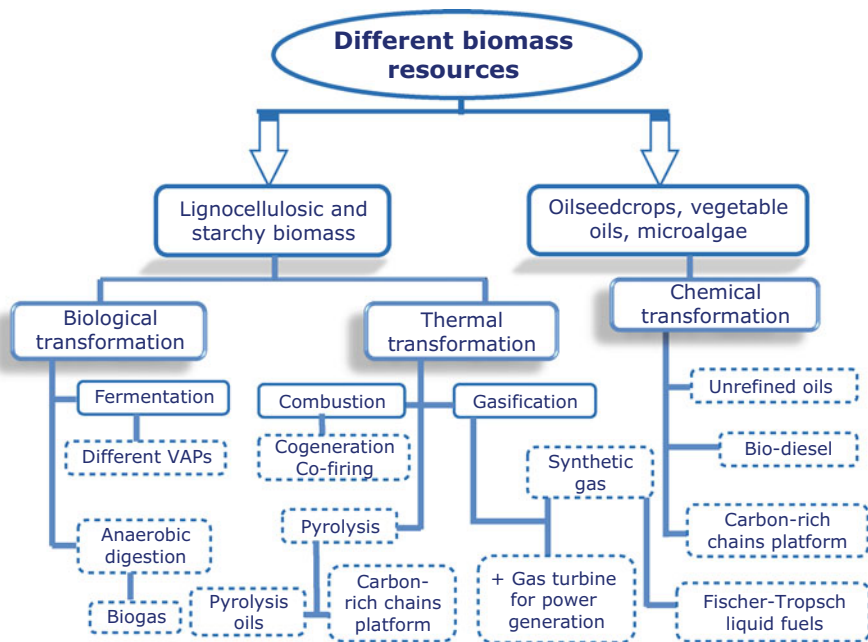 Different biomass
resources
Lignocellulosic and
starchy biomass
Oilseedcrops, vegetable
oils, microalgae
Biological
transformation
Thermal
transformation
Chemical
transformation
Fermentation
Different VAPs
Anaerobic
digestion
Biogas
Combustion
Cogeneration
Co-firing
Gasification
Pyrolysis
Pyrolysis
oils
Carbon-
rich chains
platform
Synthetic
gas
+ Gas turbine
for power
generation
Unrefined oils
Bio-diesel
Carbon-rich
chains platform
Fischer-Tropsch
liquid fuels